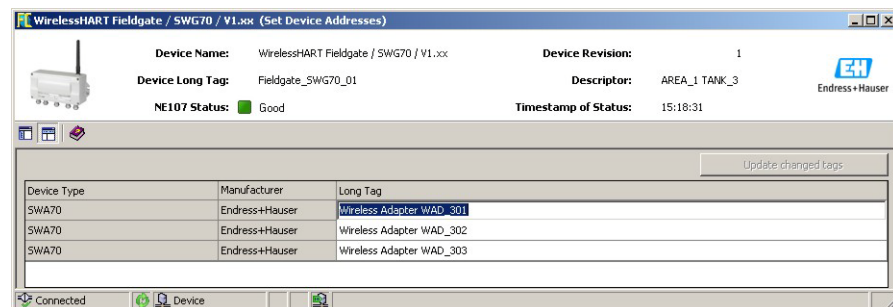 WirelessHART Fieldgate / SWG70 / V1.xx (Set Device Addresses)
Device Name: WirelessHART Fieldgate / SWG70 / V1.xx Device Revision: 1
Device Long Tag: Fieldgate_SWG70_01 Descriptor: AREA_1 TANK_3
NE107 Status: Good Timestamp of Status: 15:18:31
EH
Endress+Hauser
Update changed tags
Device Type Manufacturer Long Tag
SWA70 Endress+Hauser Wireless Adapter WAD_301
SWA70 Endress+Hauser Wireless Adapter WAD_302
SWA70 Endress+Hauser Wireless Adapter WAD_303
Connected Device